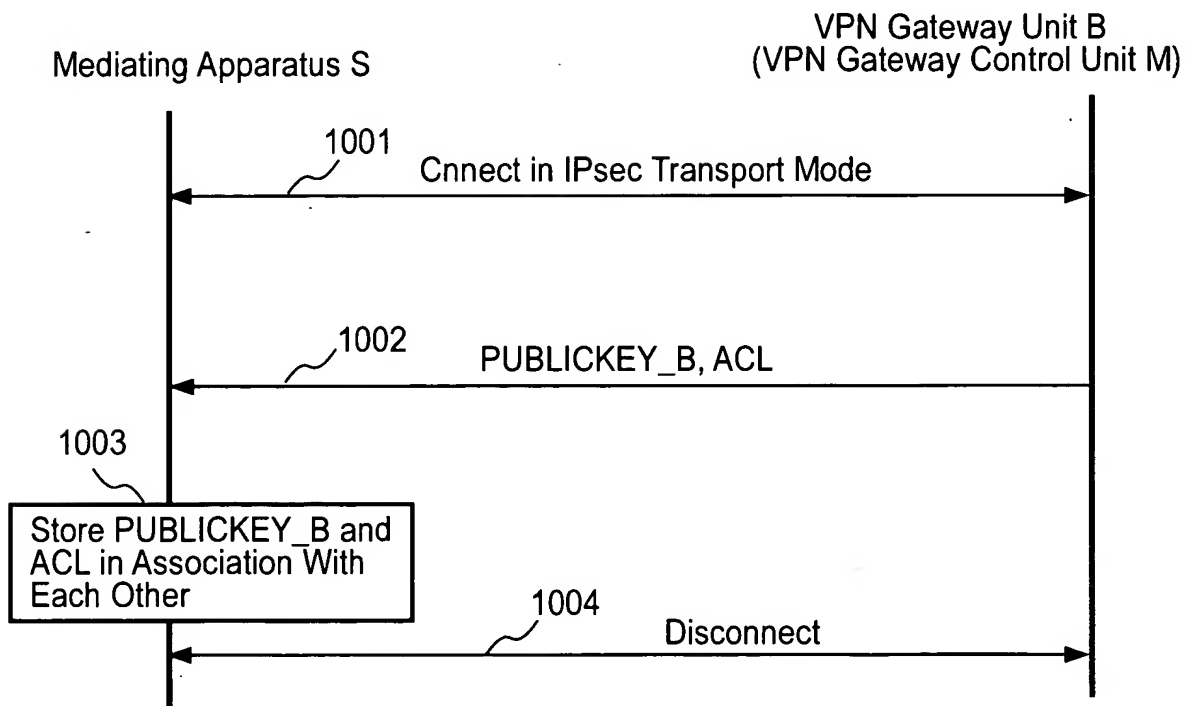 VPN Gateway Unit B
Mediating Apparatus S
(VPN Gateway Control Unit M)
1001
Cnnect in IPsec Transport Mode
1002
PUBLICKEY_B, ACL
1003
Store PUBLICKEY_B and
ACL in Association With
Each Other
1004
Disconnect